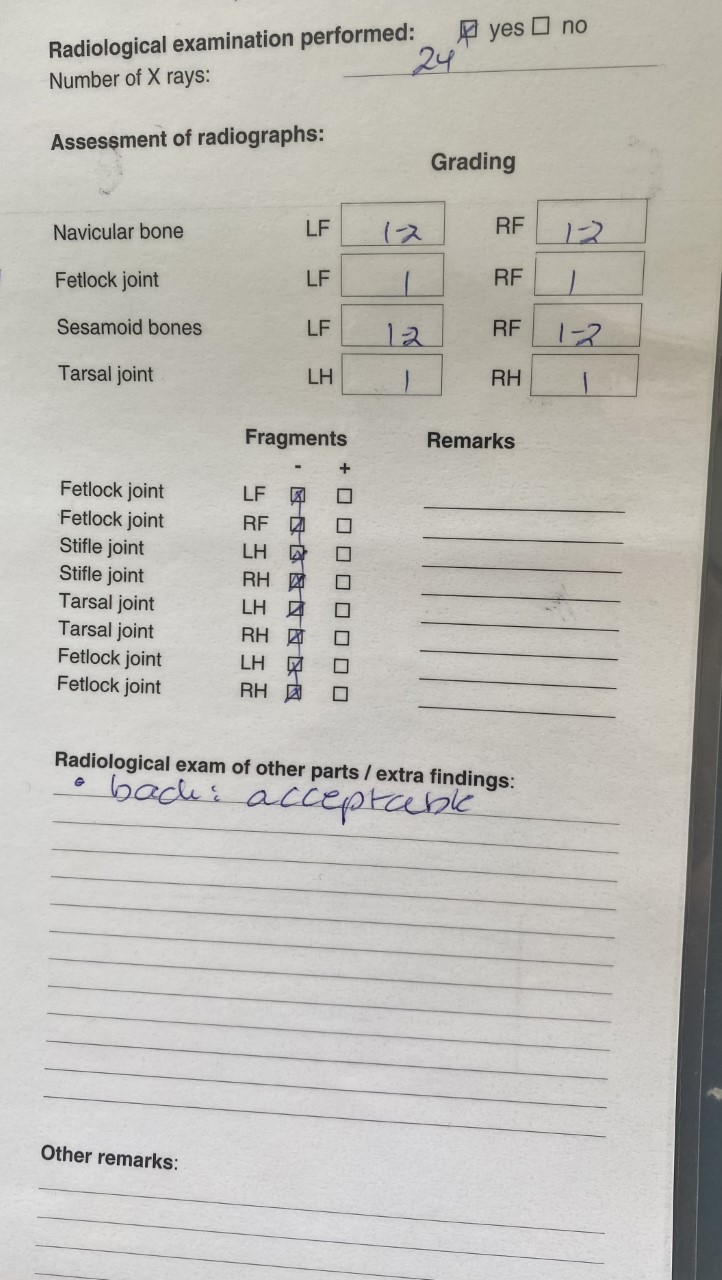 Radiological examination performed: ☒ yes ☐ no
Number of X rays: 24
Assessment of radiographs:
Grading
Navicular bone LF 1-2 RF 1-2
Fetlock joint LF 1 RF 1
Sesamoid bones LF 1-2 RF 1-2
Tarsal joint LH 1 RH 1
Fragments Remarks
- +
Fetlock joint LF ☒ ☐
Fetlock joint RF ☒ ☐
Stifle joint LH ☒ ☐
Stifle joint RH ☒ ☐
Tarsal joint LH ☒ ☐
Tarsal joint RH ☒ ☐
Fetlock joint LH ☒ ☐
Fetlock joint RH ☒ ☐
Radiological exam of other parts / extra findings:
• back: acceptable
Other remarks: